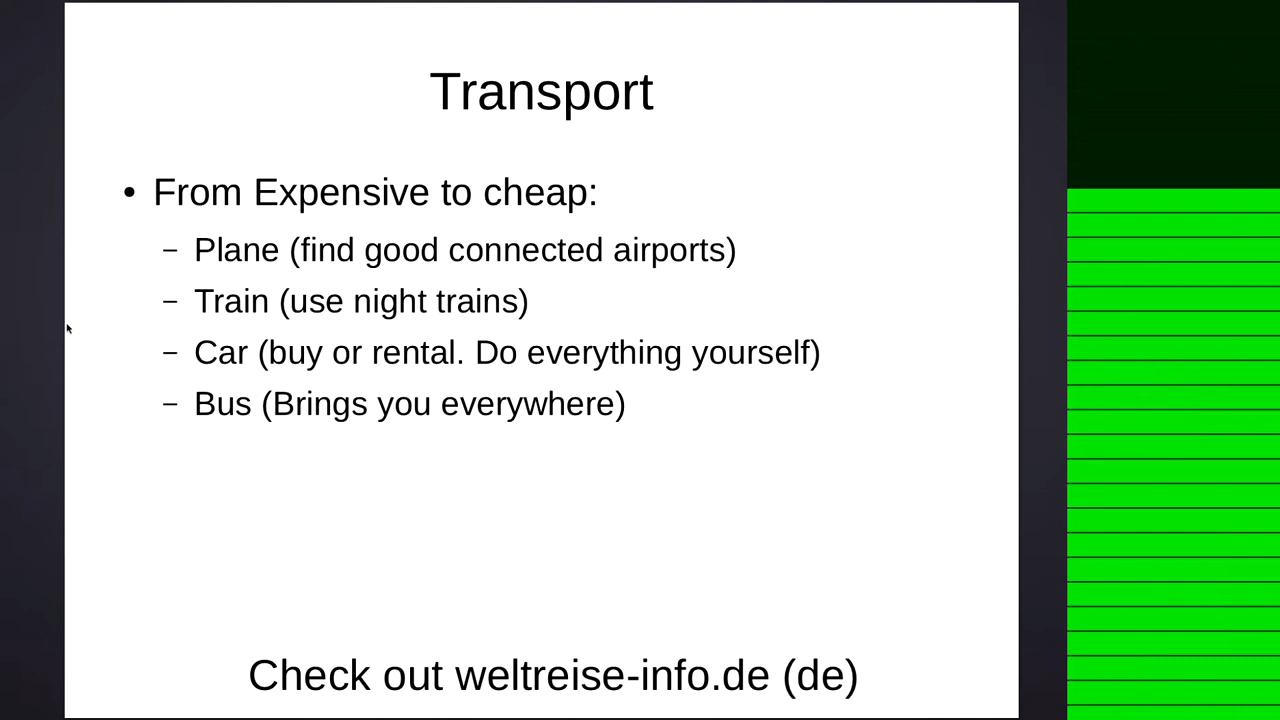 Transport
• From Expensive to cheap:
– Plane (find good connected airports)
– Train (use night trains)
– Car (buy or rental. Do everything yourself)
– Bus (Brings you everywhere)
Check out weltreise-info.de (de)